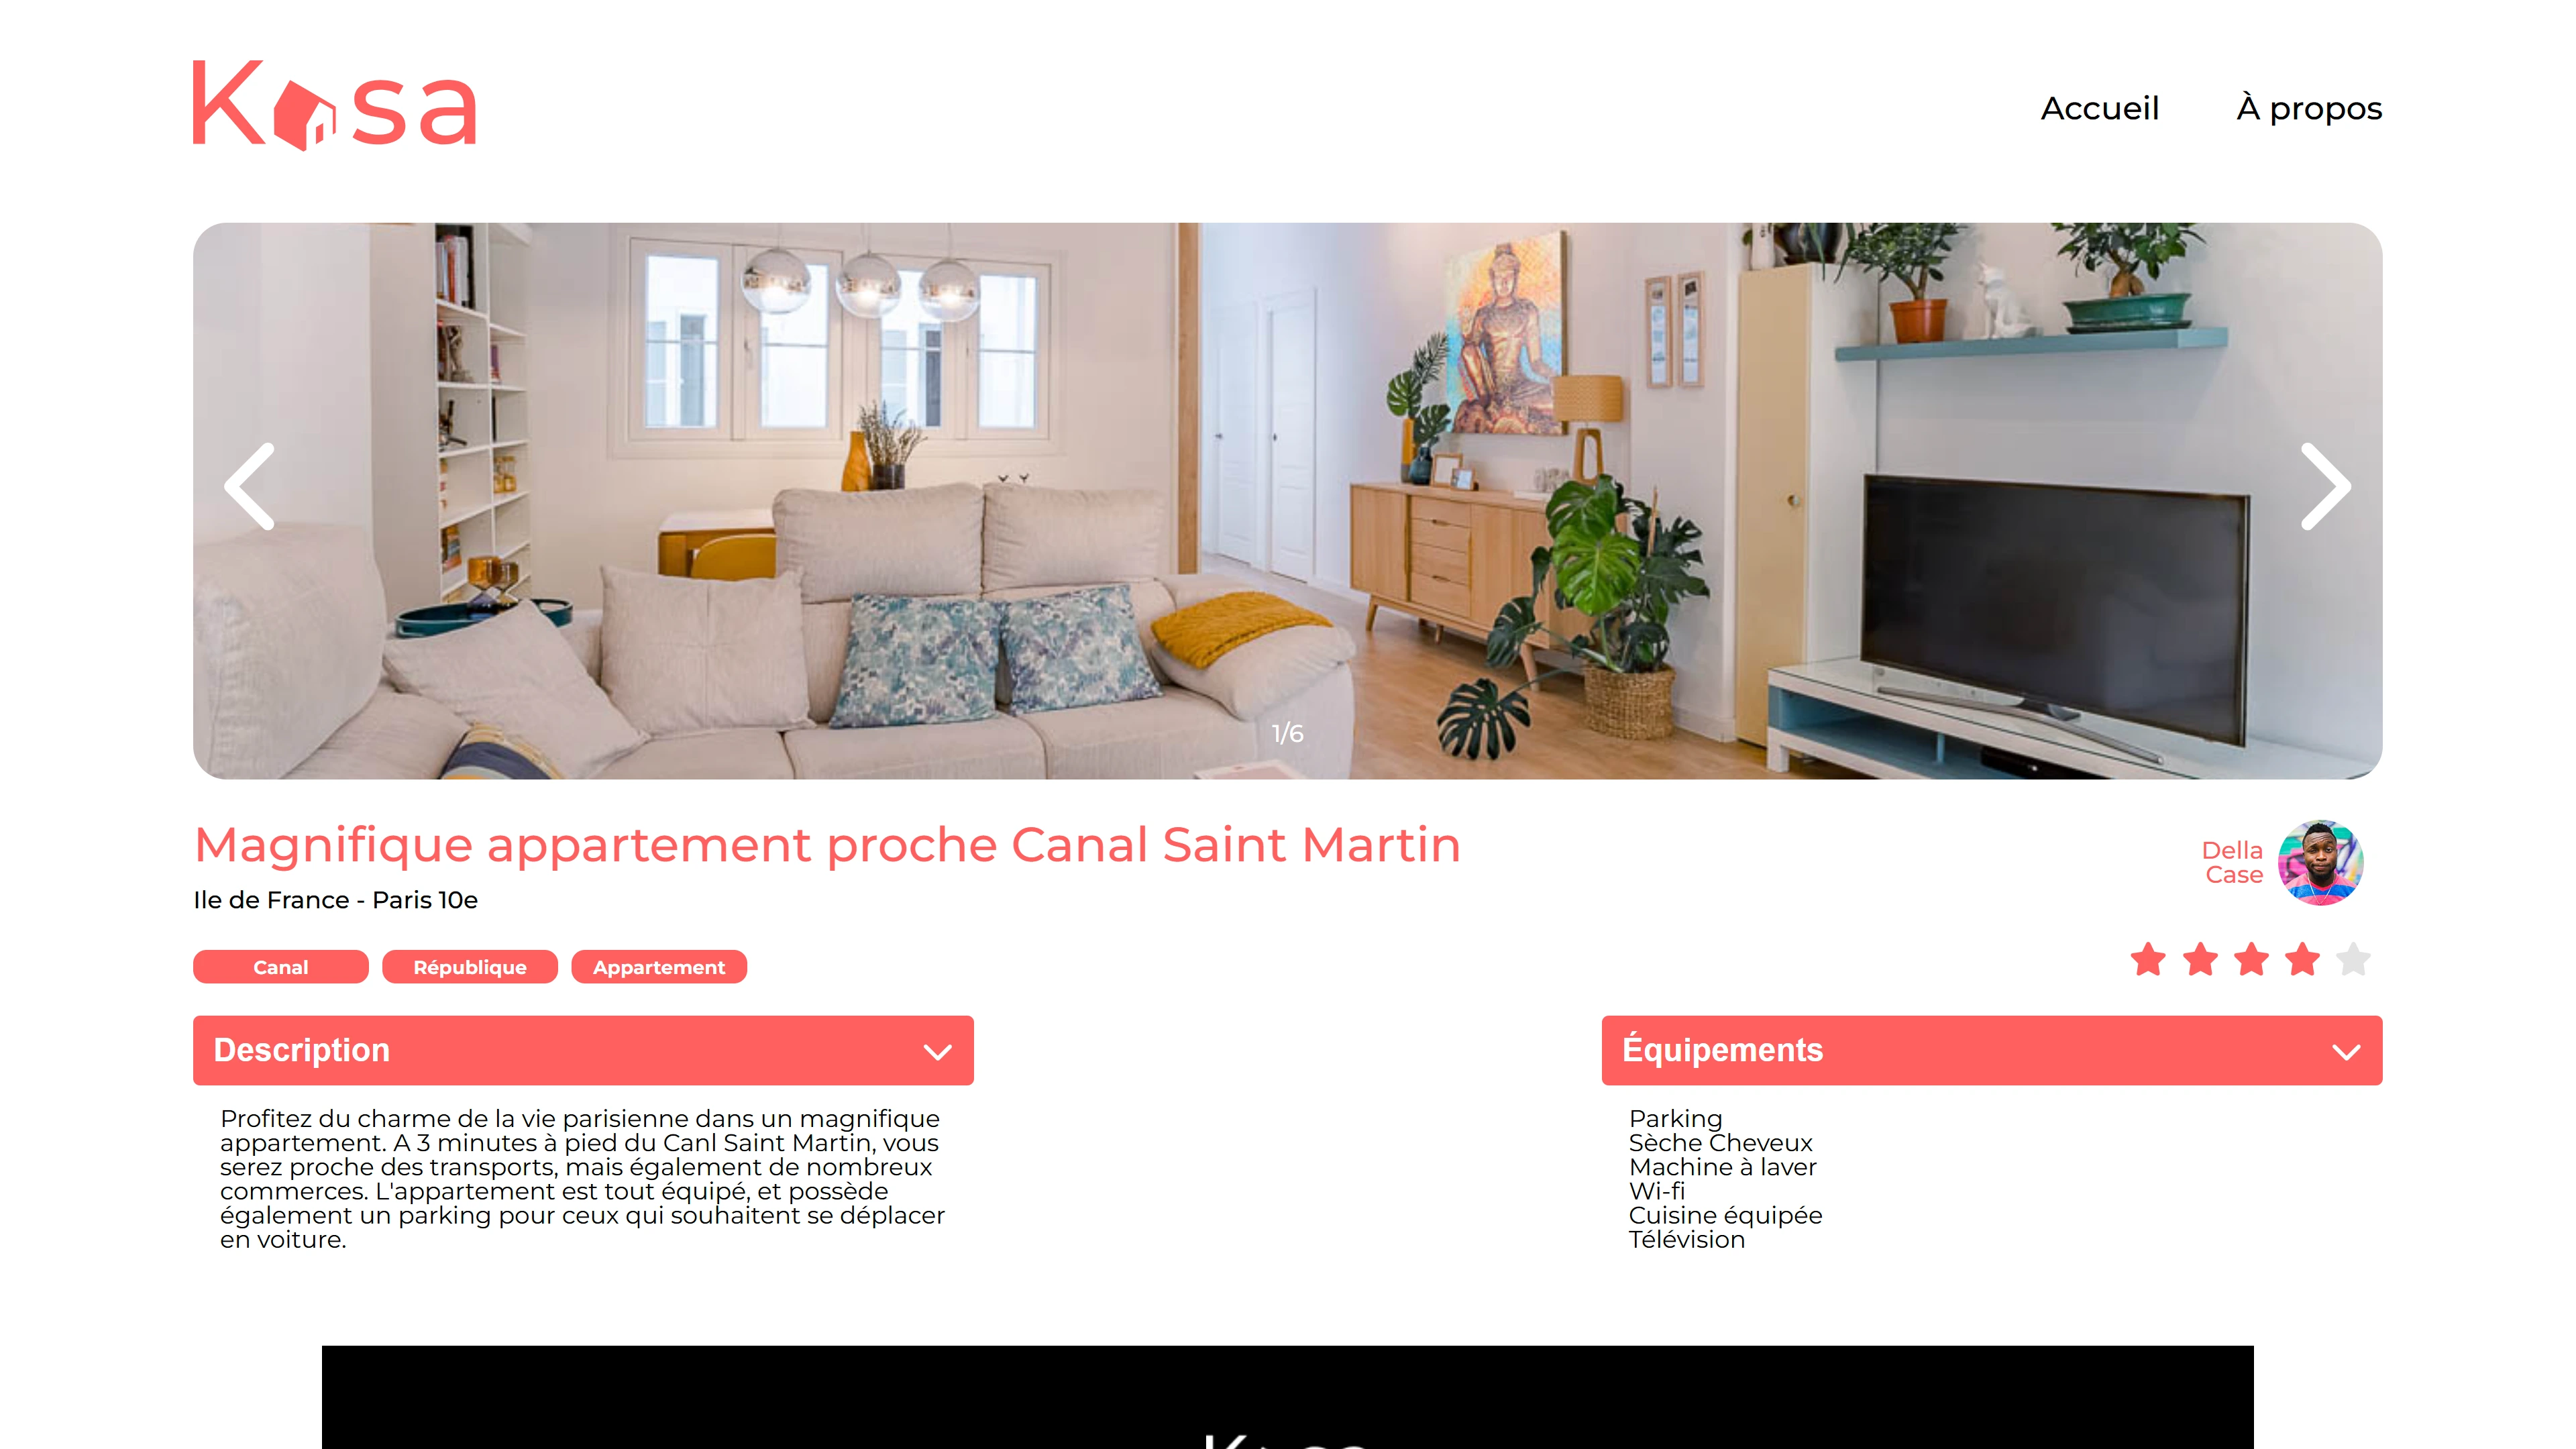 Kasa
Accueil
À propos
1/6
Magnifique appartement proche Canal Saint Martin
Della
Case
Ile de France - Paris 10e
Canal
République
Appartement
Description
Profitez du charme de la vie parisienne dans un magnifique
appartement. A 3 minutes à pied du Canl Saint Martin, vous
serez proche des transports, mais également de nombreux
commerces. L'appartement est tout équipé, et possède
également un parking pour ceux qui souhaitent se déplacer
en voiture.
Équipements
Parking
Sèche Cheveux
Machine à laver
Wi-fi
Cuisine équipée
Télévision